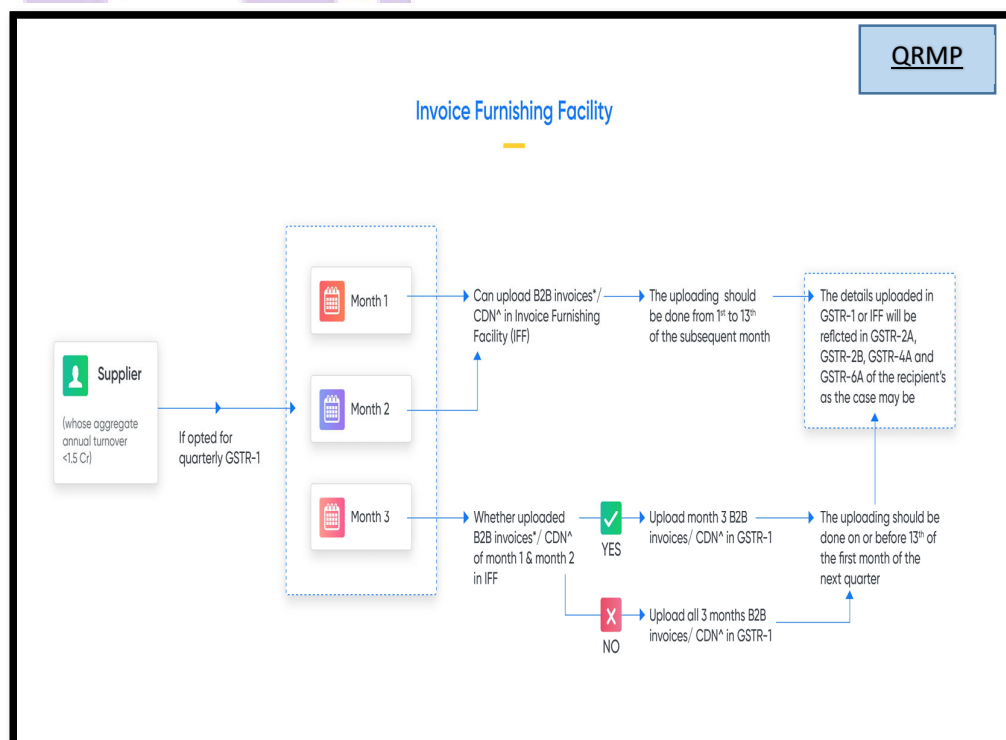 QRMP
Invoice Furnishing Facility
Supplier
(whose aggregate
annual turnover
<1.5 Cr)
If opted for
quarterly GSTR-1
Month 1
Month 2
Month 3
Can upload B2B invoices*/
CDN^ in Invoice Furnishing
Facility (IFF)
The uploading should
be done from 1st to 13th
of the subsequent month
The details uploaded in
GSTR-1 or IFF will be
reflcted in GSTR-2A,
GSTR-2B, GSTR-4A and
GSTR-6A of the recipient's
as the case may be
Whether uploaded
B2B invoices*/ CDN^
of month 1 & month 2
in IFF
YES
Upload month 3 B2B
invoices/ CDN^ in GSTR-1
NO
Upload all 3 months B2B
invoices/ CDN^ in GSTR-1
The uploading should be
done on or before 13th of
the first month of the
next quarter